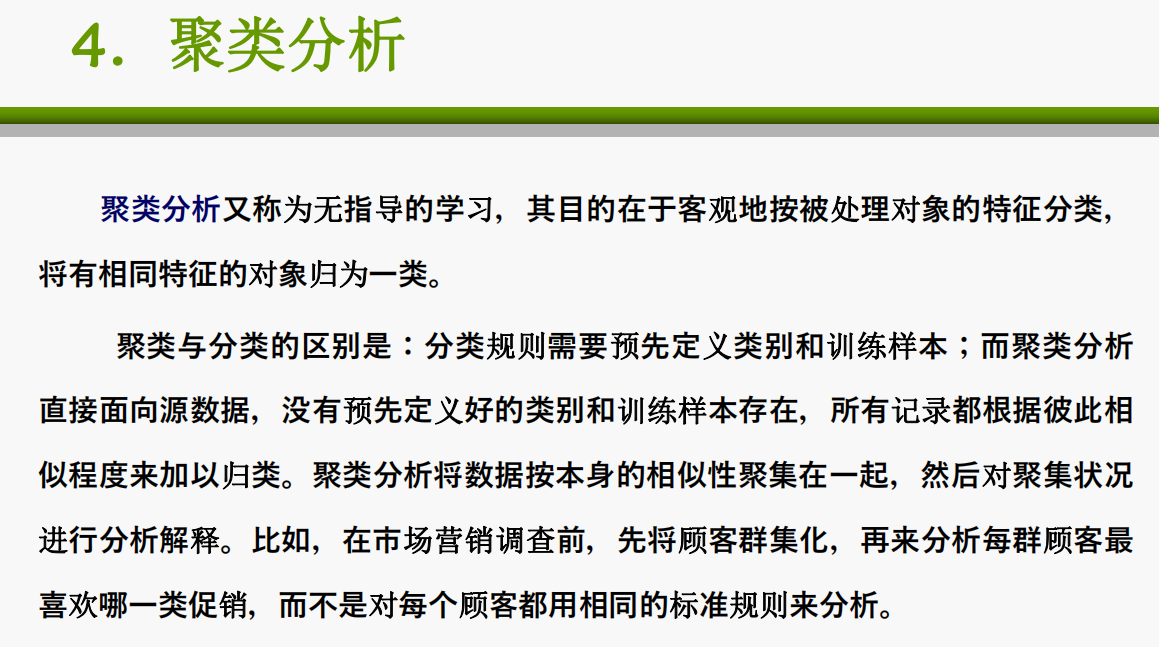 4. 聚类分析
聚类分析又称为无指导的学习，其目的在于客观地按被处理对象的特征分类，
将有相同特征的对象归为一类。
聚类与分类的区别是：分类规则需要预先定义类别和训练样本；而聚类分析
直接面向源数据，没有预先定义好的类别和训练样本存在，所有记录都根据彼此相
似程度来加以归类。聚类分析将数据按本身的相似性聚集在一起，然后对聚集状况
进行分析解释。比如，在市场营销调查前，先将顾客群集化，再来分析每群顾客最
喜欢哪一类促销，而不是对每个顾客都用相同的标准规则来分析。